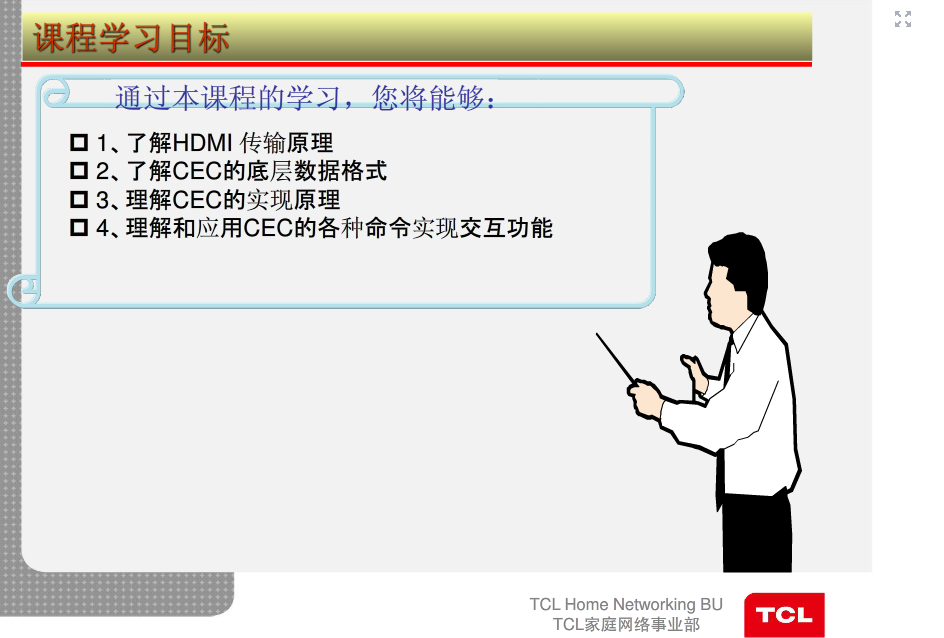 课程学习目标
通过本课程的学习，您将能够：
1、了解HDMI 传输原理
2、了解CEC的底层数据格式
3、理解CEC的实现原理
4、理解和应用CEC的各种命令实现交互功能
TCL Home Networking BU
TCL家庭网络事业部
TCL